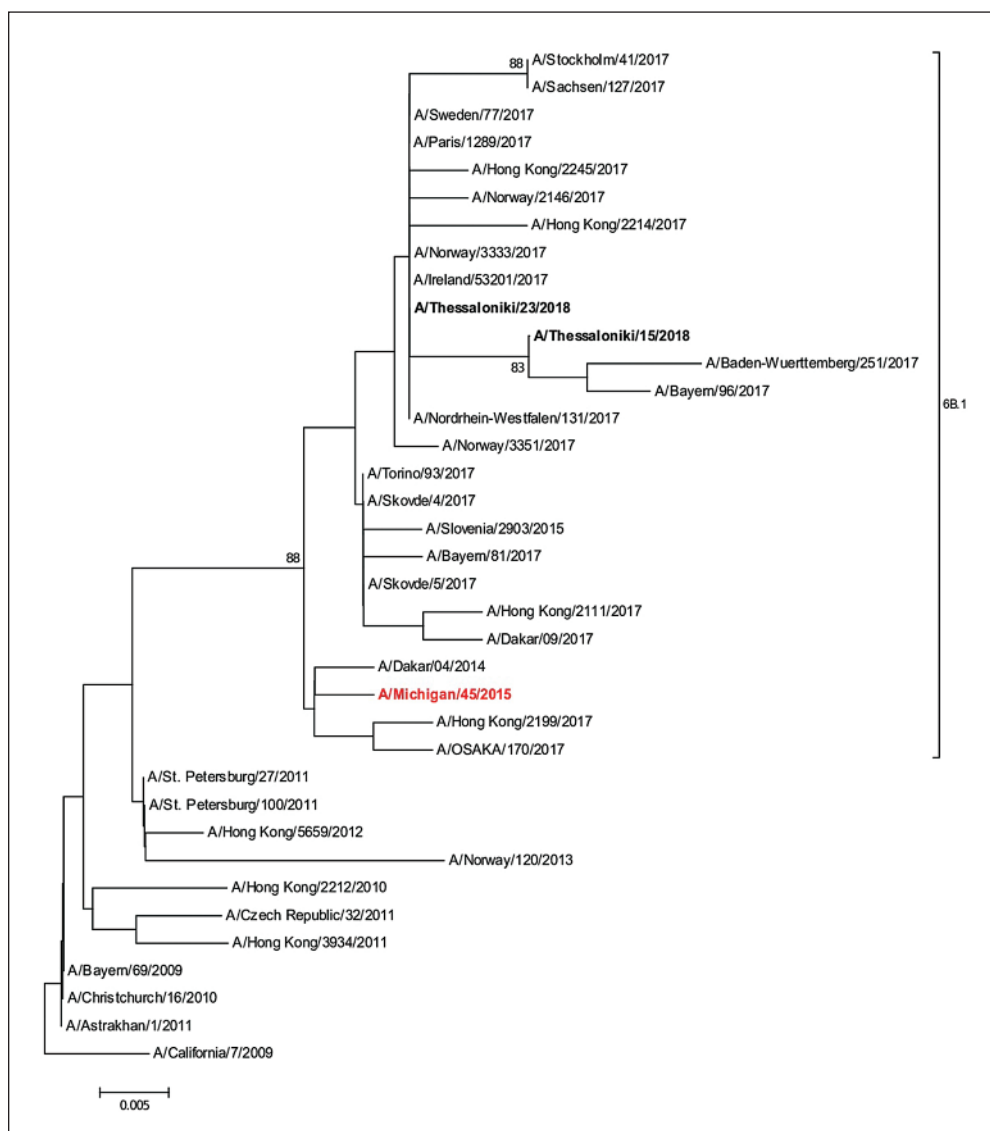 88
A/Stockholm/41/2017
A/Sachsen/127/2017
A/Sweden/77/2017
A/Paris/1289/2017
A/Hong Kong/2245/2017
A/Norway/2146/2017
A/Hong Kong/2214/2017
A/Norway/3333/2017
A/Ireland/53201/2017
A/Thessaloniki/23/2018
A/Thessaloniki/15/2018
83
A/Baden-Wuerttemberg/251/2017
A/Bayern/96/2017
6B.1
A/Nordrhein-Westfalen/131/2017
A/Norway/3351/2017
A/Torino/93/2017
A/Skovde/4/2017
A/Slovenia/2903/2015
88
A/Bayern/81/2017
A/Skovde/5/2017
A/Hong Kong/2111/2017
A/Dakar/09/2017
A/Dakar/04/2014
A/Michigan/45/2015
A/Hong Kong/2199/2017
A/OSAKA/170/2017
A/St. Petersburg/27/2011
A/St. Petersburg/100/2011
A/Hong Kong/5659/2012
A/Norway/120/2013
A/Hong Kong/2212/2010
A/Czech Republic/32/2011
A/Hong Kong/3934/2011
A/Bayern/69/2009
A/Christchurch/16/2010
A/Astrakhan/1/2011
A/California/7/2009
0.005